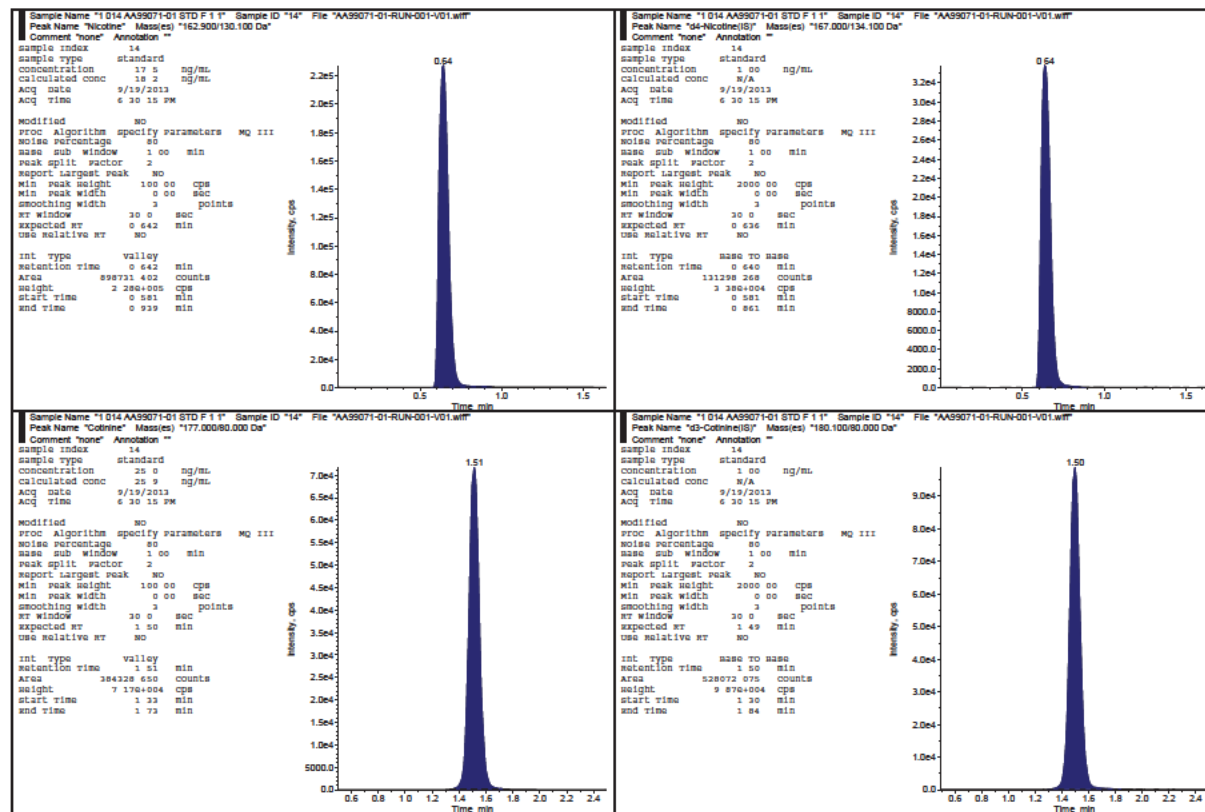 Sample Name "1 014 AA99071-01 STD F 1 1" Sample ID "14" File "AA99071-01-RUN-001-V01.wiff"
Peak Name "Nicotine" Mass(es) "162.900/130.100 Da"
Comment "none" Annotation ""
Sample Index 14
Sample Type standard
Concentration 17 5 ng/mL
Calculated Conc 18 2 ng/mL
Acq Date 9/19/2013
Acq Time 6 30 15 PM
Modified NO
Proc Algorithm Specify Parameters MQ III
Noise Percentage 80
Base Sub Window 1 00 min
Peak Split Factor 2
Report Largest Peak NO
Min Peak Height 100 00 cps
Min Peak Width 0 00 sec
Smoothing Width 3 points
RT Window 30 0 sec
Expected RT 0 642 min
Use Relative RT NO
Int Type Valley
Retention Time 0 642 min
Area 898731 402 counts
Height 2 28e+005 cps
Start Time 0 581 min
End Time 0 939 min
0.64
2.2e5
2.0e5
1.8e5
1.6e5
1.4e5
1.2e5
1.0e5
8.0e4
6.0e4
4.0e4
2.0e4
0.0
Intensity, cps
0.5 1.0 1.5
Time min
Sample Name "1 014 AA99071-01 STD F 1 1" Sample ID "14" File "AA99071-01-RUN-001-V01.wiff"
Peak Name "d4-Nicotine(IS)" Mass(es) "167.000/134.100 Da"
Comment "none" Annotation ""
Sample Index 14
Sample Type standard
Concentration 1 00 ng/mL
Calculated Conc N/A
Acq Date 9/19/2013
Acq Time 6 30 15 PM
Modified NO
Proc Algorithm Specify Parameters MQ III
Noise Percentage 80
Base Sub Window 1 00 min
Peak Split Factor 2
Report Largest Peak NO
Min Peak Height 2000 00 cps
Min Peak Width 0 00 sec
Smoothing Width 3 points
RT Window 30 0 sec
Expected RT 0 636 min
Use Relative RT NO
Int Type Base To Base
Retention Time 0 640 min
Area 131298 268 counts
Height 3 38e+004 cps
Start Time 0 581 min
End Time 0 861 min
0 64
3.2e4
3.0e4
2.8e4
2.6e4
2.4e4
2.2e4
2.0e4
1.8e4
1.6e4
1.4e4
1.2e4
1.0e4
8000.0
6000.0
4000.0
2000.0
0.0
Intensity, cps
0.5 1.0 1.5
Time min
Sample Name "1 014 AA99071-01 STD F 1 1" Sample ID "14" File "AA99071-01-RUN-001-V01.wiff"
Peak Name "Cotinine" Mass(es) "177.000/80.000 Da"
Comment "none" Annotation ""
Sample Index 14
Sample Type standard
Concentration 25 0 ng/mL
Calculated Conc 25 9 ng/mL
Acq Date 9/19/2013
Acq Time 6 30 15 PM
Modified NO
Proc Algorithm Specify Parameters MQ III
Noise Percentage 80
Base Sub Window 1 00 min
Peak Split Factor 2
Report Largest Peak NO
Min Peak Height 100 00 cps
Min Peak Width 0 00 sec
Smoothing Width 3 points
RT Window 30 0 sec
Expected RT 1 50 min
Use Relative RT NO
Int Type Valley
Retention Time 1 51 min
Area 384328 650 counts
Height 7 17e+004 cps
Start Time 1 33 min
End Time 1 73 min
1.51
7.0e4
6.5e4
6.0e4
5.5e4
5.0e4
4.5e4
4.0e4
3.5e4
3.0e4
2.5e4
2.0e4
1.5e4
1.0e4
5000.0
0.0
Intensity, cps
0.6 0.8 1.0 1.2 1.4 1.6 1.8 2.0 2.2 2.4
Time min
Sample Name "1 014 AA99071-01 STD F 1 1" Sample ID "14" File "AA99071-01-RUN-001-V01.wiff"
Peak Name "d3-Cotinine(IS)" Mass(es) "180.100/80.000 Da"
Comment "none" Annotation ""
Sample Index 14
Sample Type standard
Concentration 1 00 ng/mL
Calculated Conc N/A
Acq Date 9/19/2013
Acq Time 6 30 15 PM
Modified NO
Proc Algorithm Specify Parameters MQ III
Noise Percentage 80
Base Sub Window 1 00 min
Peak Split Factor 2
Report Largest Peak NO
Min Peak Height 2000 00 cps
Min Peak Width 0 00 sec
Smoothing Width 3 points
RT Window 30 0 sec
Expected RT 1 49 min
Use Relative RT NO
Int Type Base To Base
Retention Time 1 50 min
Area 528072 075 counts
Height 9 87e+004 cps
Start Time 1 30 min
End Time 1 84 min
1.50
9.0e4
8.0e4
7.0e4
6.0e4
5.0e4
4.0e4
3.0e4
2.0e4
1.0e4
0.0
Intensity, cps
0.6 0.8 1.0 1.2 1.4 1.6 1.8 2.0 2.2 2.4
Time min